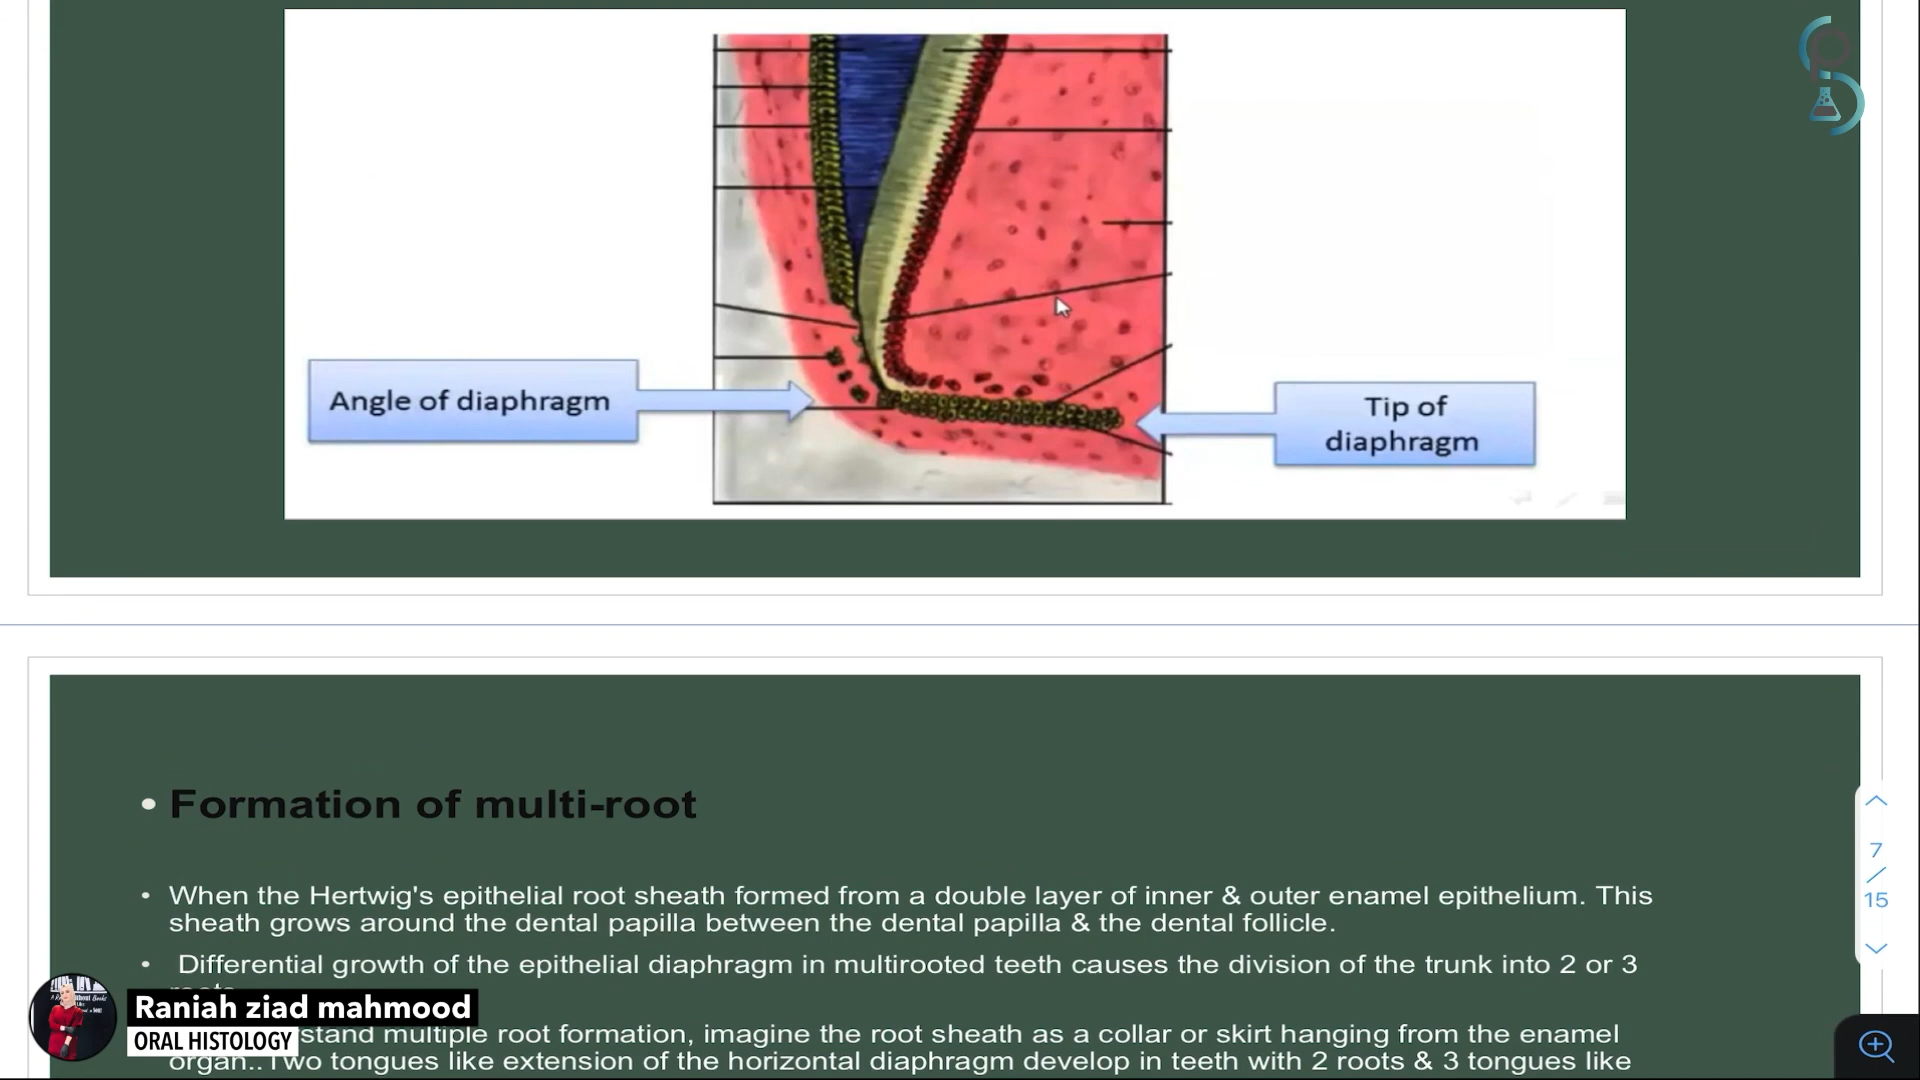 Angle of diaphragm
Tip of
diaphragm
• Formation of multi-root
• When the Hertwig's epithelial root sheath formed from a double layer of inner & outer enamel epithelium. This
sheath grows around the dental papilla between the dental papilla & the dental follicle.
• Differential growth of the epithelial diaphragm in multirooted teeth causes the division of the trunk into 2 or 3
stand multiple root formation, imagine the root sheath as a collar or skirt hanging from the enamel
organ.. Two tongues like extension of the horizontal diaphragm develop in teeth with 2 roots & 3 tongues like
Raniah ziad mahmood
ORAL HISTOLOGY
7
/
15